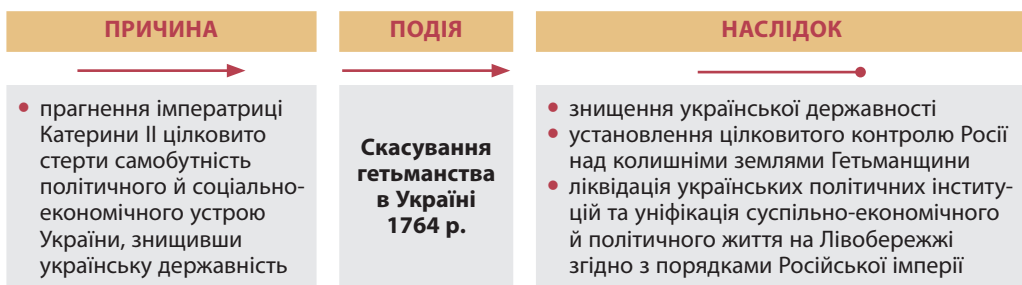 ПРИЧИНА
прагнення імператриці
Катерини ІІ цілковито
стерти самобутність
політичного й соціально-
економічного устрою
України, знищивши
українську державність
ПОДІЯ
Скасування
гетьманства
в Україні
1764 р.
НАСЛІДОК
знищення української державності
установлення цілковитого контролю Росії
над колишніми землями Гетьманщини
ліквідація українських політичних інститу-
цій та уніфікація суспільно-економічного
й політичного життя на Лівобережжі
згідно з порядками Російської імперії